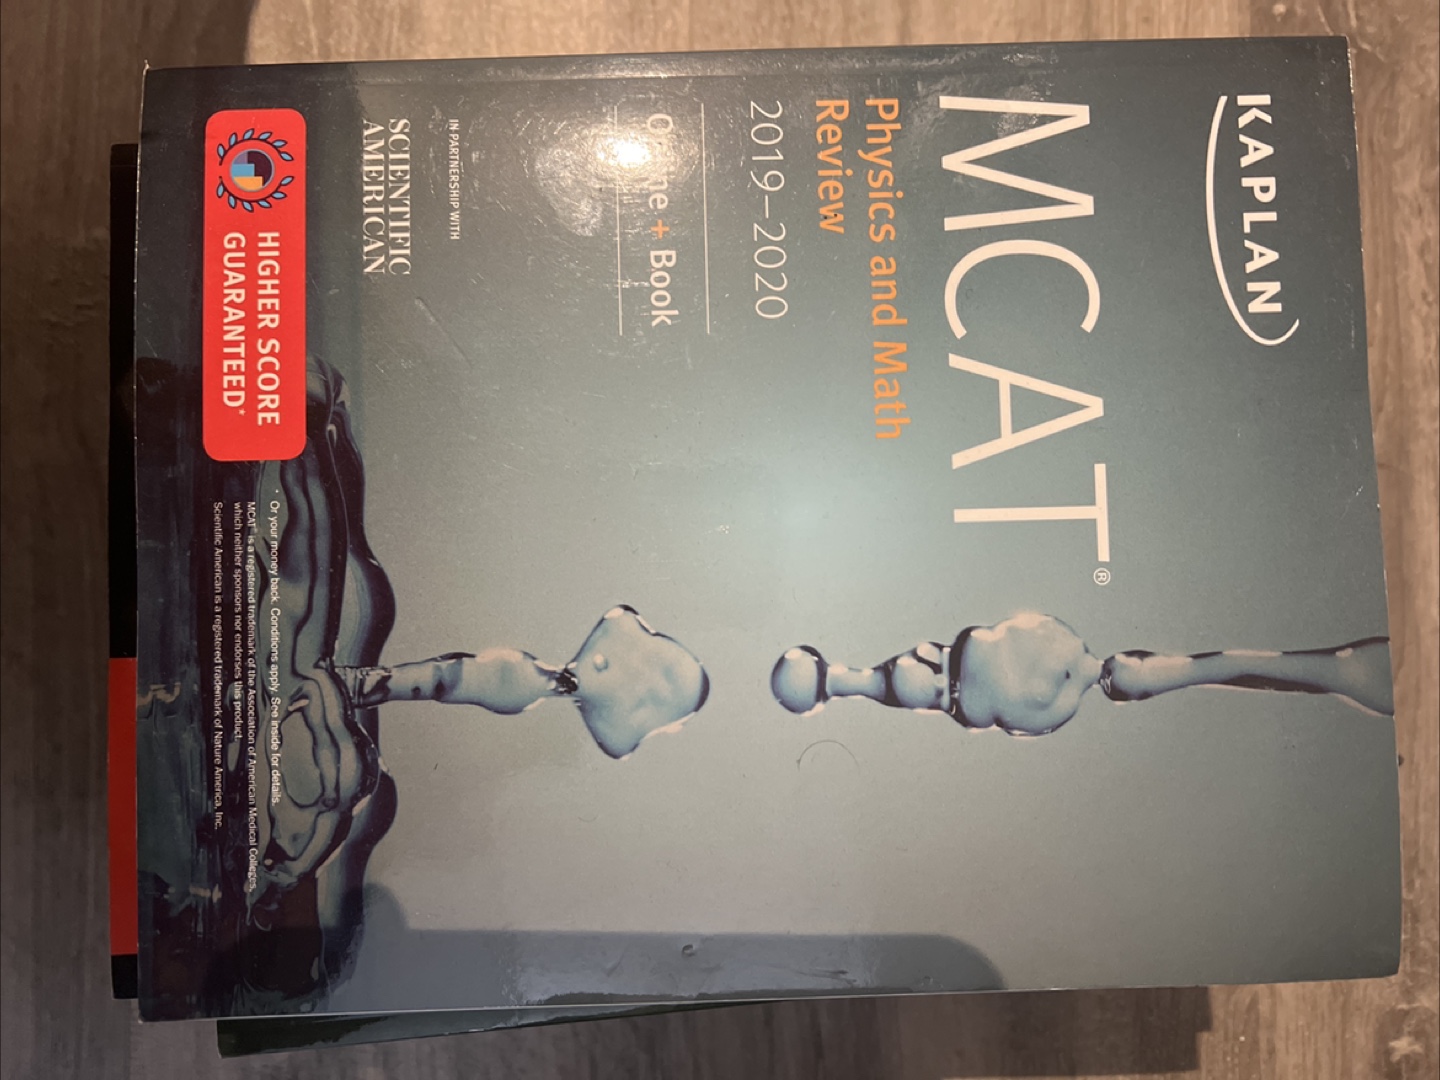 KAPLAN
MCAT®
Physics and Math
Review
2019–2020
+ Book
IN PARTNERSHIP WITH
SCIENTIFIC
AMERICAN
HIGHER SCORE
GUARANTEED*
* Or your money back. Conditions apply. See inside for details.
MCAT® is a registered trademark of the Association of American Medical Colleges,
which neither sponsors nor endorses this product.
Scientific American is a registered trademark of Nature America, Inc.